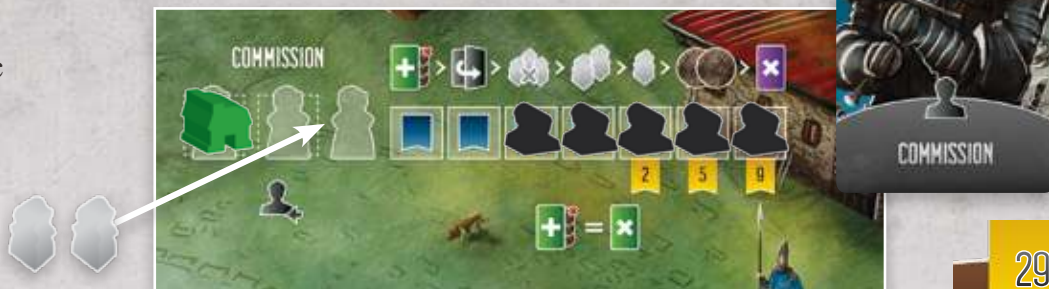 e
COMMISSION
+ > > > > > > ×
2 5 9
+ = ×
COMMISSION
29